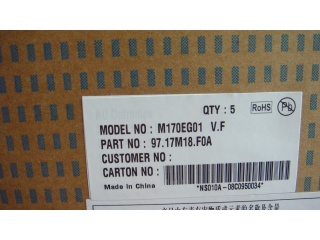 QTY : 5 RoHS Pb
MODEL NO : M170EG01 V.F
PART NO : 97.17M18.F0A
CUSTOMER NO :
CARTON NO :
Made in China
*NS010A-08C0950034*